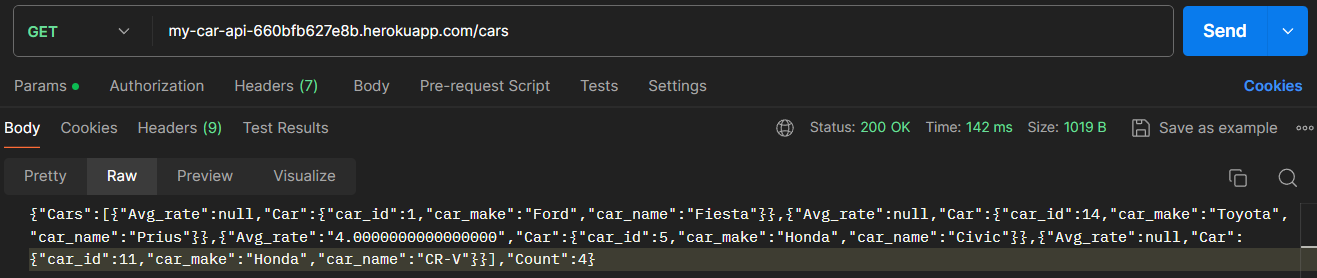 GET my-car-api-660bfb627e8b.herokuapp.com/cars Send
Params Authorization Headers (7) Body Pre-request Script Tests Settings Cookies
Body Cookies Headers (9) Test Results Status: 200 OK Time: 142 ms Size: 1019 B Save as example
Pretty Raw Preview Visualize
{"Cars":[{"Avg_rate":null,"Car":{"car_id":1,"car_make":"Ford","car_name":"Fiesta"}},{"Avg_rate":null,"Car":{"car_id":14,"car_make":"Toyota",
"car_name":"Prius"}},{"Avg_rate":"4.0000000000000000","Car":{"car_id":5,"car_make":"Honda","car_name":"Civic"}},{"Avg_rate":null,"Car":
{"car_id":11,"car_make":"Honda","car_name":"CR-V"}}],"Count":4}